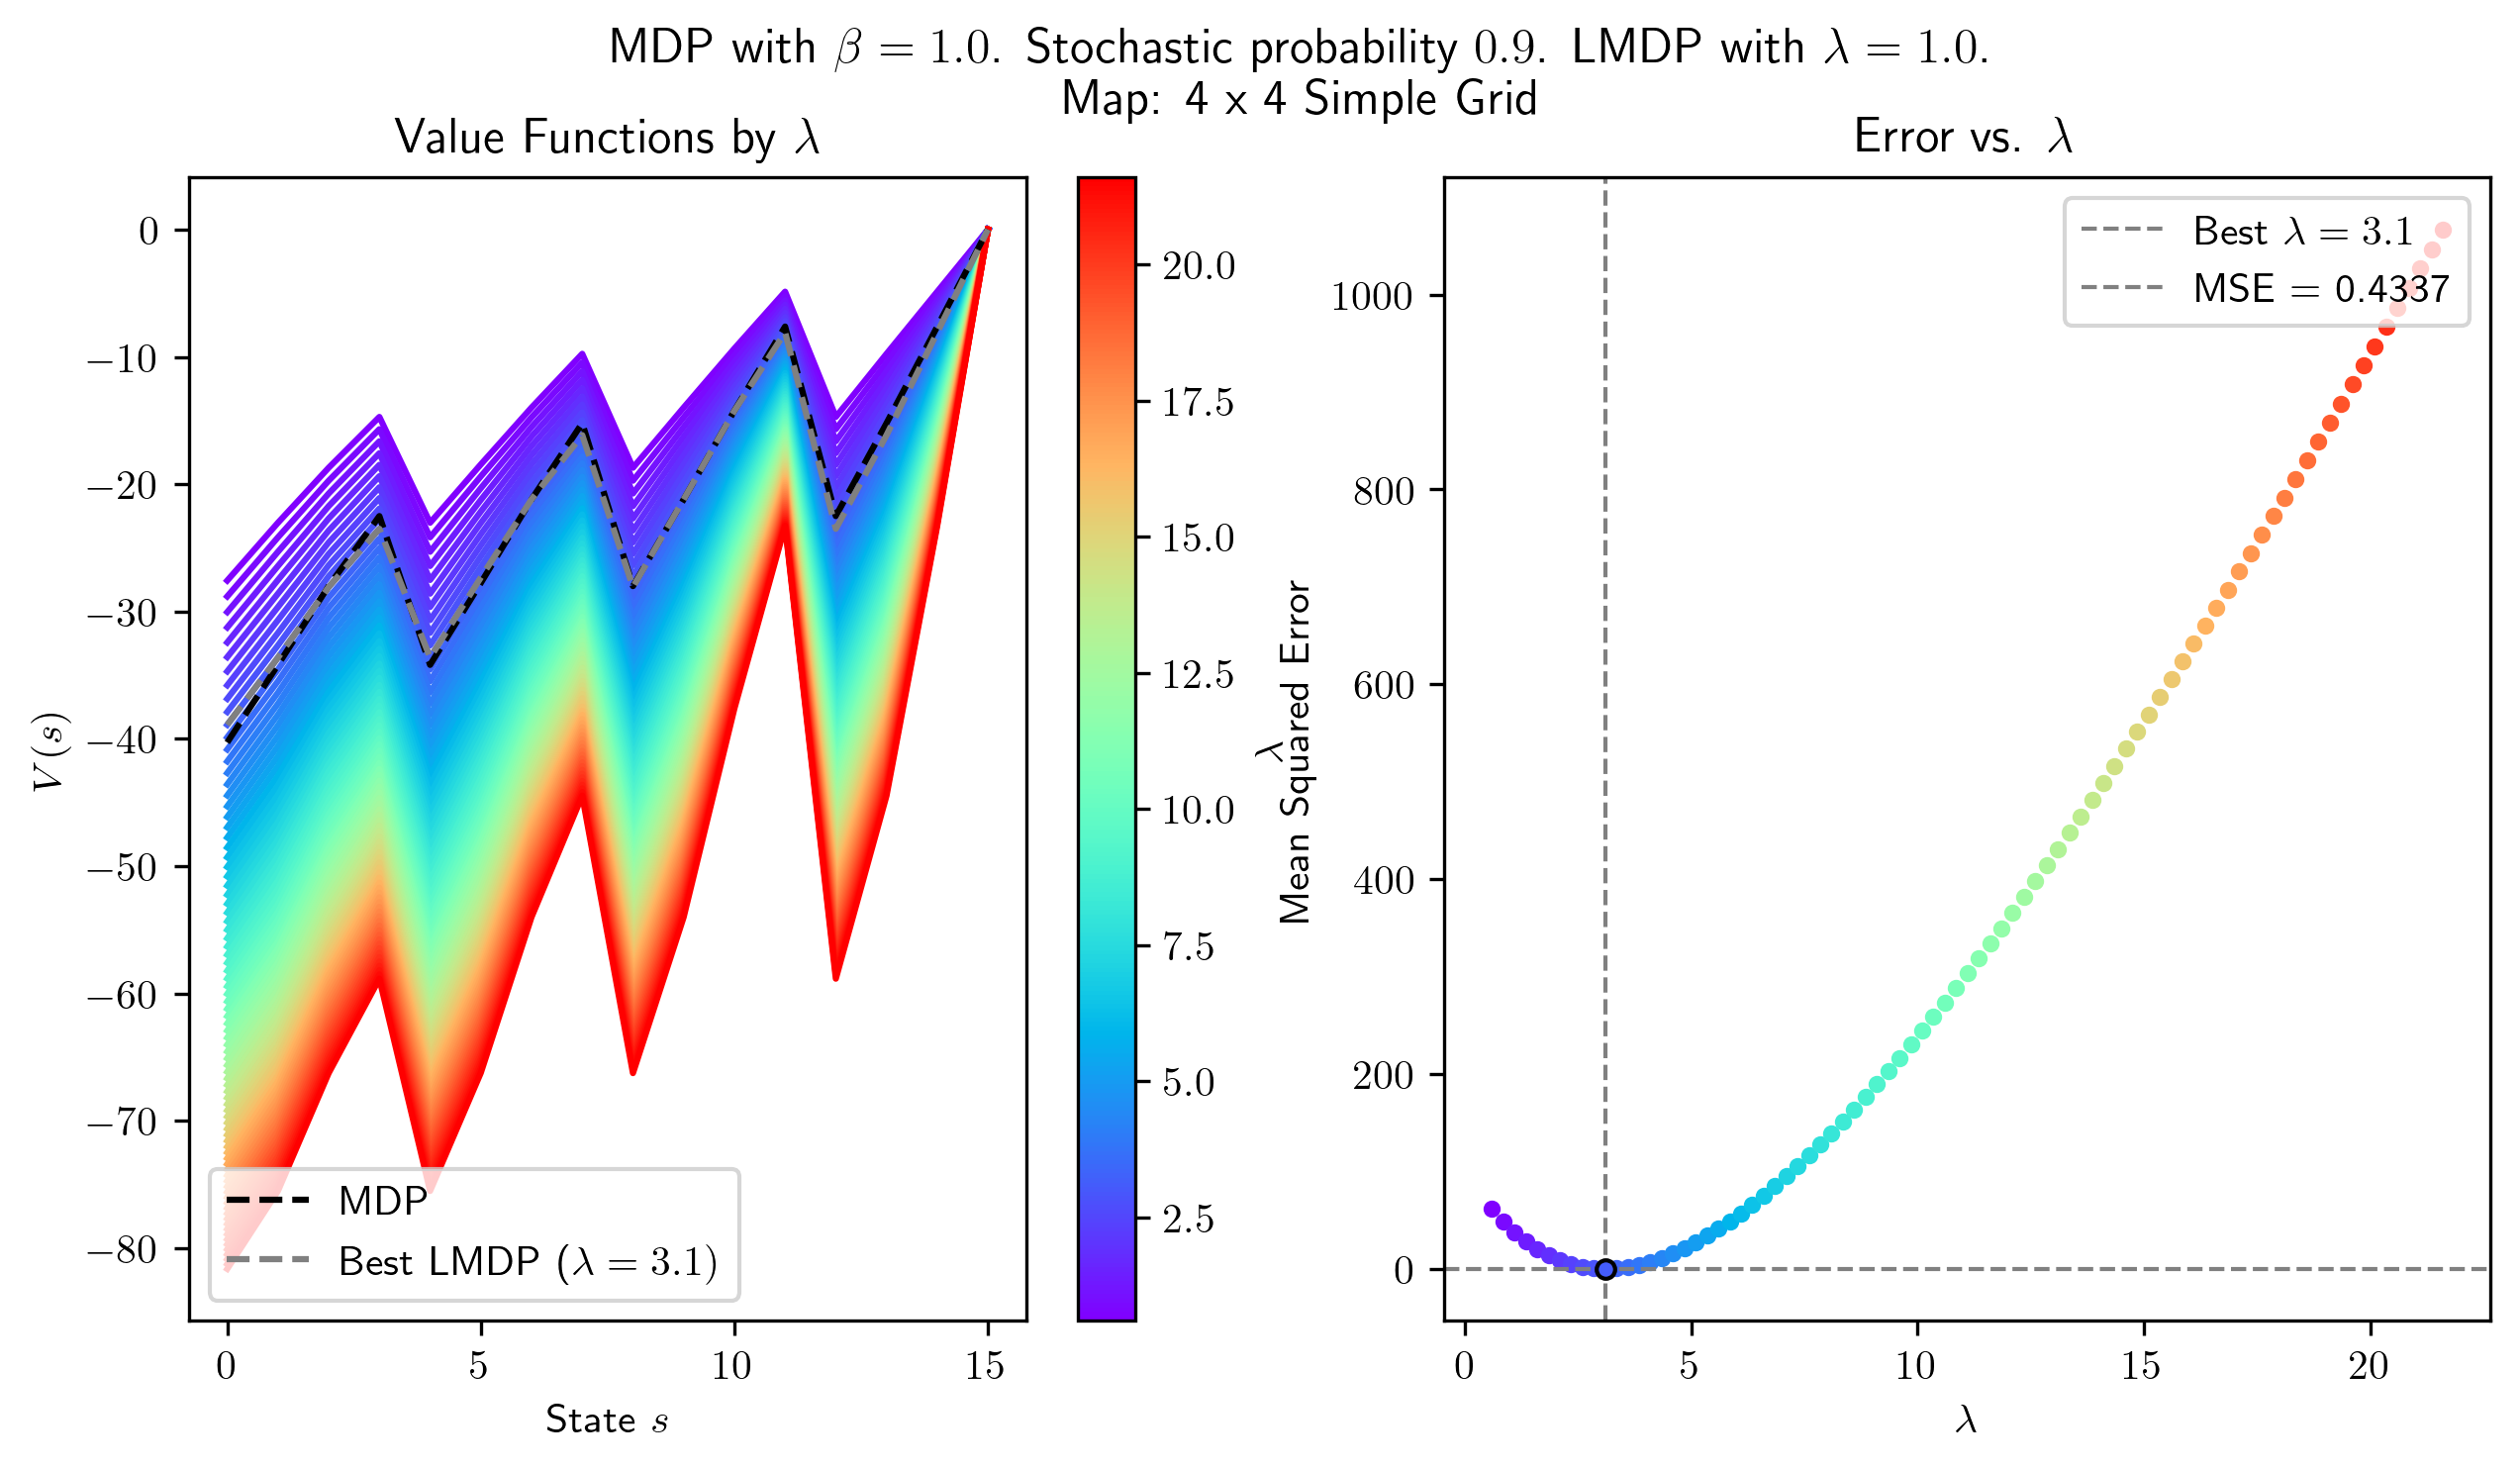 MDP with β = 1.0. Stochastic probability 0.9. LMDP with λ = 1.0.
Map: 4 x 4 Simple Grid
Value Functions by λ
0
−10
−20
−30
−40
−50
−60
−70
−80
V(s)
MDP
Best LMDP (λ = 3.1)
0
5
10
15
State s
20.0
17.5
15.0
12.5
10.0
7.5
5.0
2.5
λ
Error vs. λ
Mean Squared Error
1000
800
600
400
200
0
Best λ = 3.1
MSE = 0.4337
0
5
10
15
20
λ